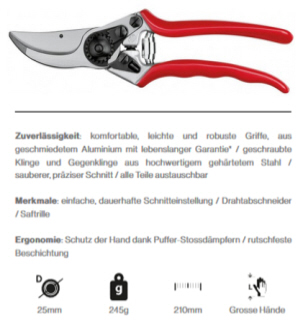 Zuverlässigkeit: komfortable, leichte und robuste Griffe, aus
geschmiedetem Aluminium mit lebenslanger Garantie* / geschraubte
Klinge und Gegenklinge aus hochwertigem gehärtetem Stahl /
sauberer, präziser Schnitt / alle Teile austauschbar
Merkmale: einfache, dauerhafte Schnitteinstellung / Drahtabschneider
/ Saftrille
Ergonomie: Schutz der Hand dank Puffer-Stossdämpfern / rutschfeste
Beschichtung
D g L
25mm 245g 210mm Grosse Hände